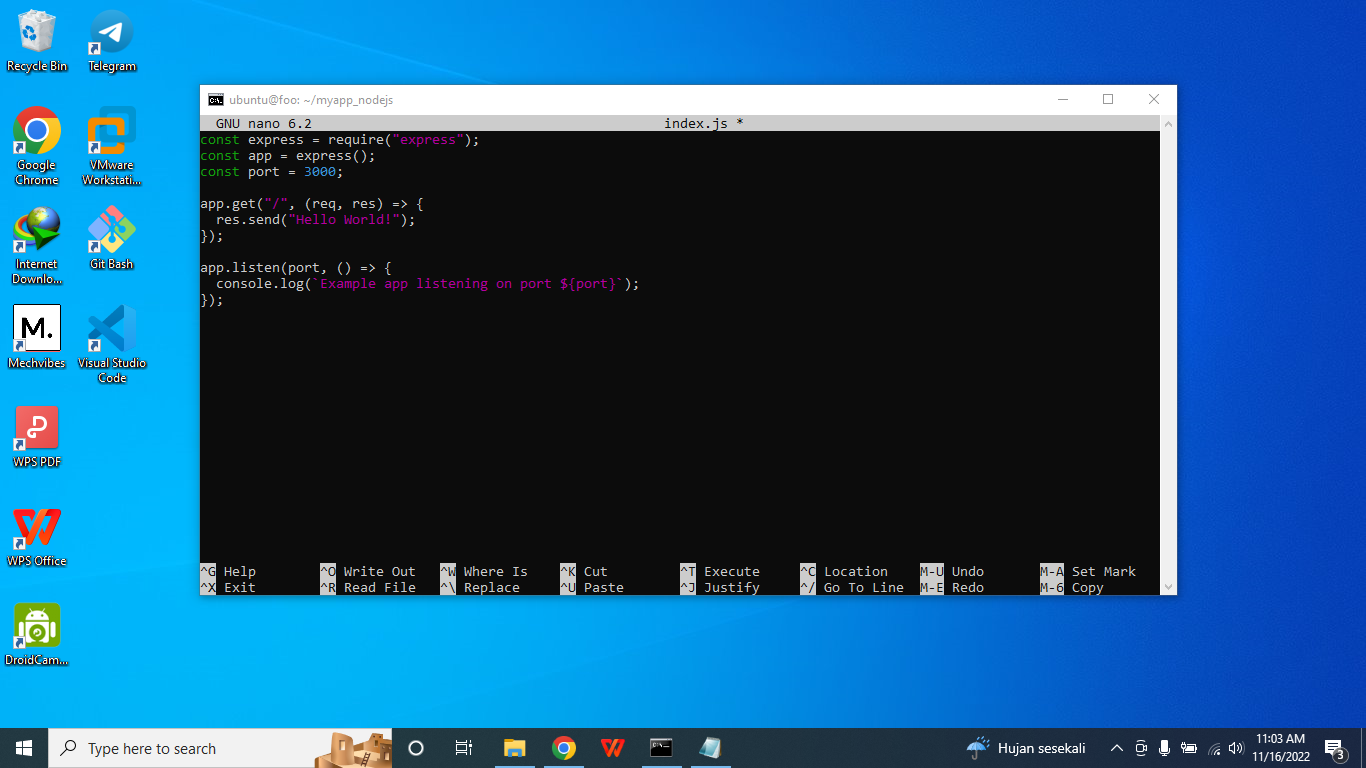 Recycle Bin
Telegram
Google
Chrome
VMware
Workstati...
Internet
Downlo...
Git Bash
M.
Mechvibes
Visual Studio
Code
WPS PDF
WPS Office
DroidCam...
C:\.
ubuntu@foo: ~/myapp_nodejs
GNU nano 6.2 index.js *
const express = require("express");
const app = express();
const port = 3000;
app.get("/", (req, res) => {
  res.send("Hello World!");
});
app.listen(port, () => {
  console.log(`Example app listening on port ${port}`);
});
^G Help ^O Write Out ^W Where Is ^K Cut ^T Execute ^C Location M-U Undo M-A Set Mark
^X Exit ^R Read File ^\ Replace ^U Paste ^J Justify ^/ Go To Line M-E Redo M-6 Copy
Type here to search
Hujan sesekali
11:03 AM
11/16/2022
3